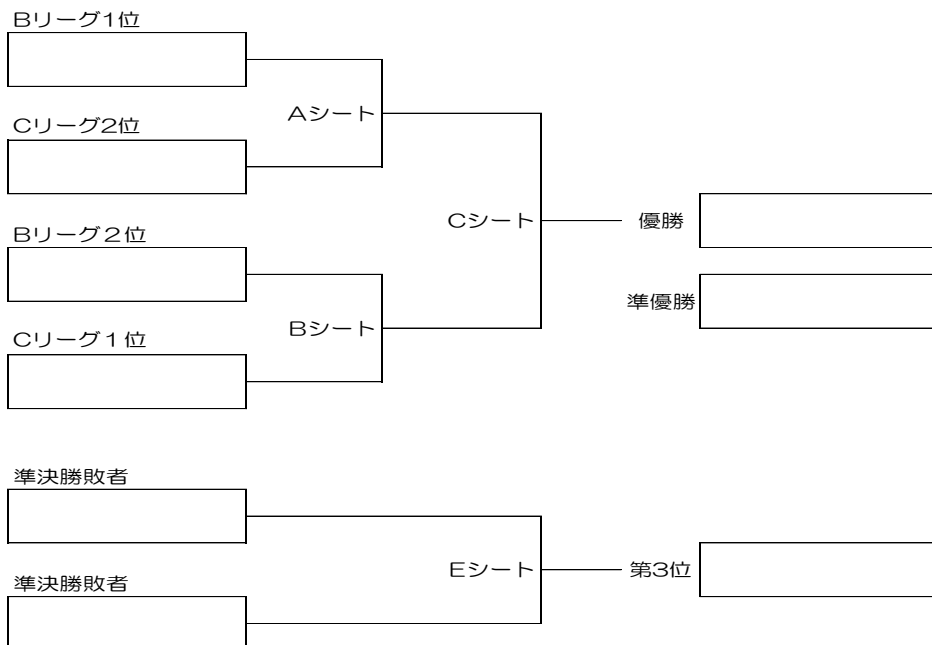 Bリーグ1位
Aシート
Cリーグ2位
Cシート
優勝
Bリーグ２位
準優勝
Bシート
Cリーグ１位
準決勝敗者
Eシート
第3位
準決勝敗者